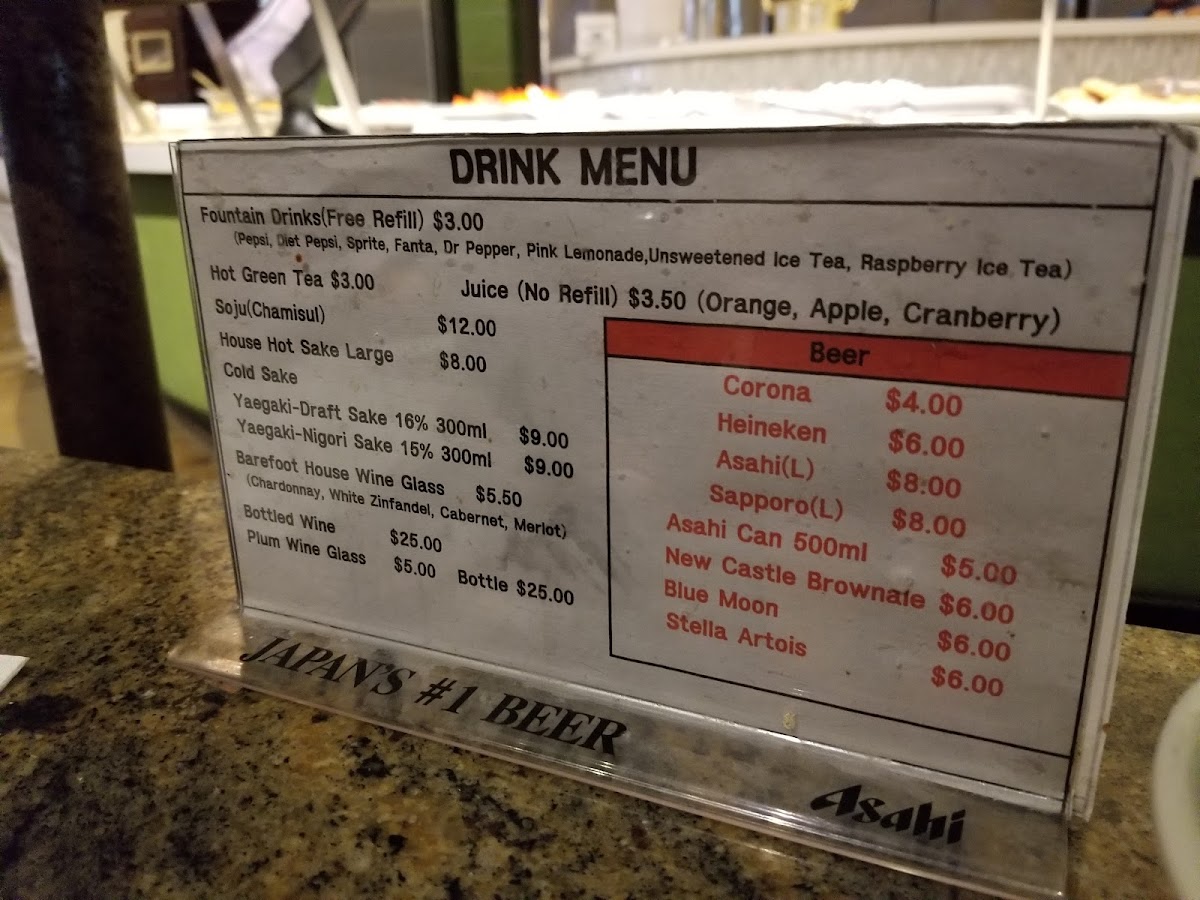 DRINK MENU
Fountain Drinks(Free Refill) $3.00
(Pepsi, Diet Pepsi, Sprite, Fanta, Dr Pepper, Pink Lemonade,Unsweetened Ice Tea, Raspberry Ice Tea)
Hot Green Tea $3.00
Juice (No Refill) $3.50 (Orange, Apple, Cranberry)
Soju(Chamisul) $12.00
House Hot Sake Large $8.00
Cold Sake
Yaegaki-Draft Sake 16% 300ml $9.00
Yaegaki-Nigori Sake 15% 300ml $9.00
Barefoot House Wine Glass $5.50
(Chardonnay, White Zinfandel, Cabernet, Merlot)
Bottled Wine $25.00
Plum Wine Glass $5.00 Bottle $25.00
Beer
Corona $4.00
Heineken $6.00
Asahi(L) $8.00
Sapporo(L) $8.00
Asahi Can 500ml $5.00
New Castle Brownale $6.00
Blue Moon $6.00
Stella Artois $6.00
JAPAN'S #1 BEER
Asahi